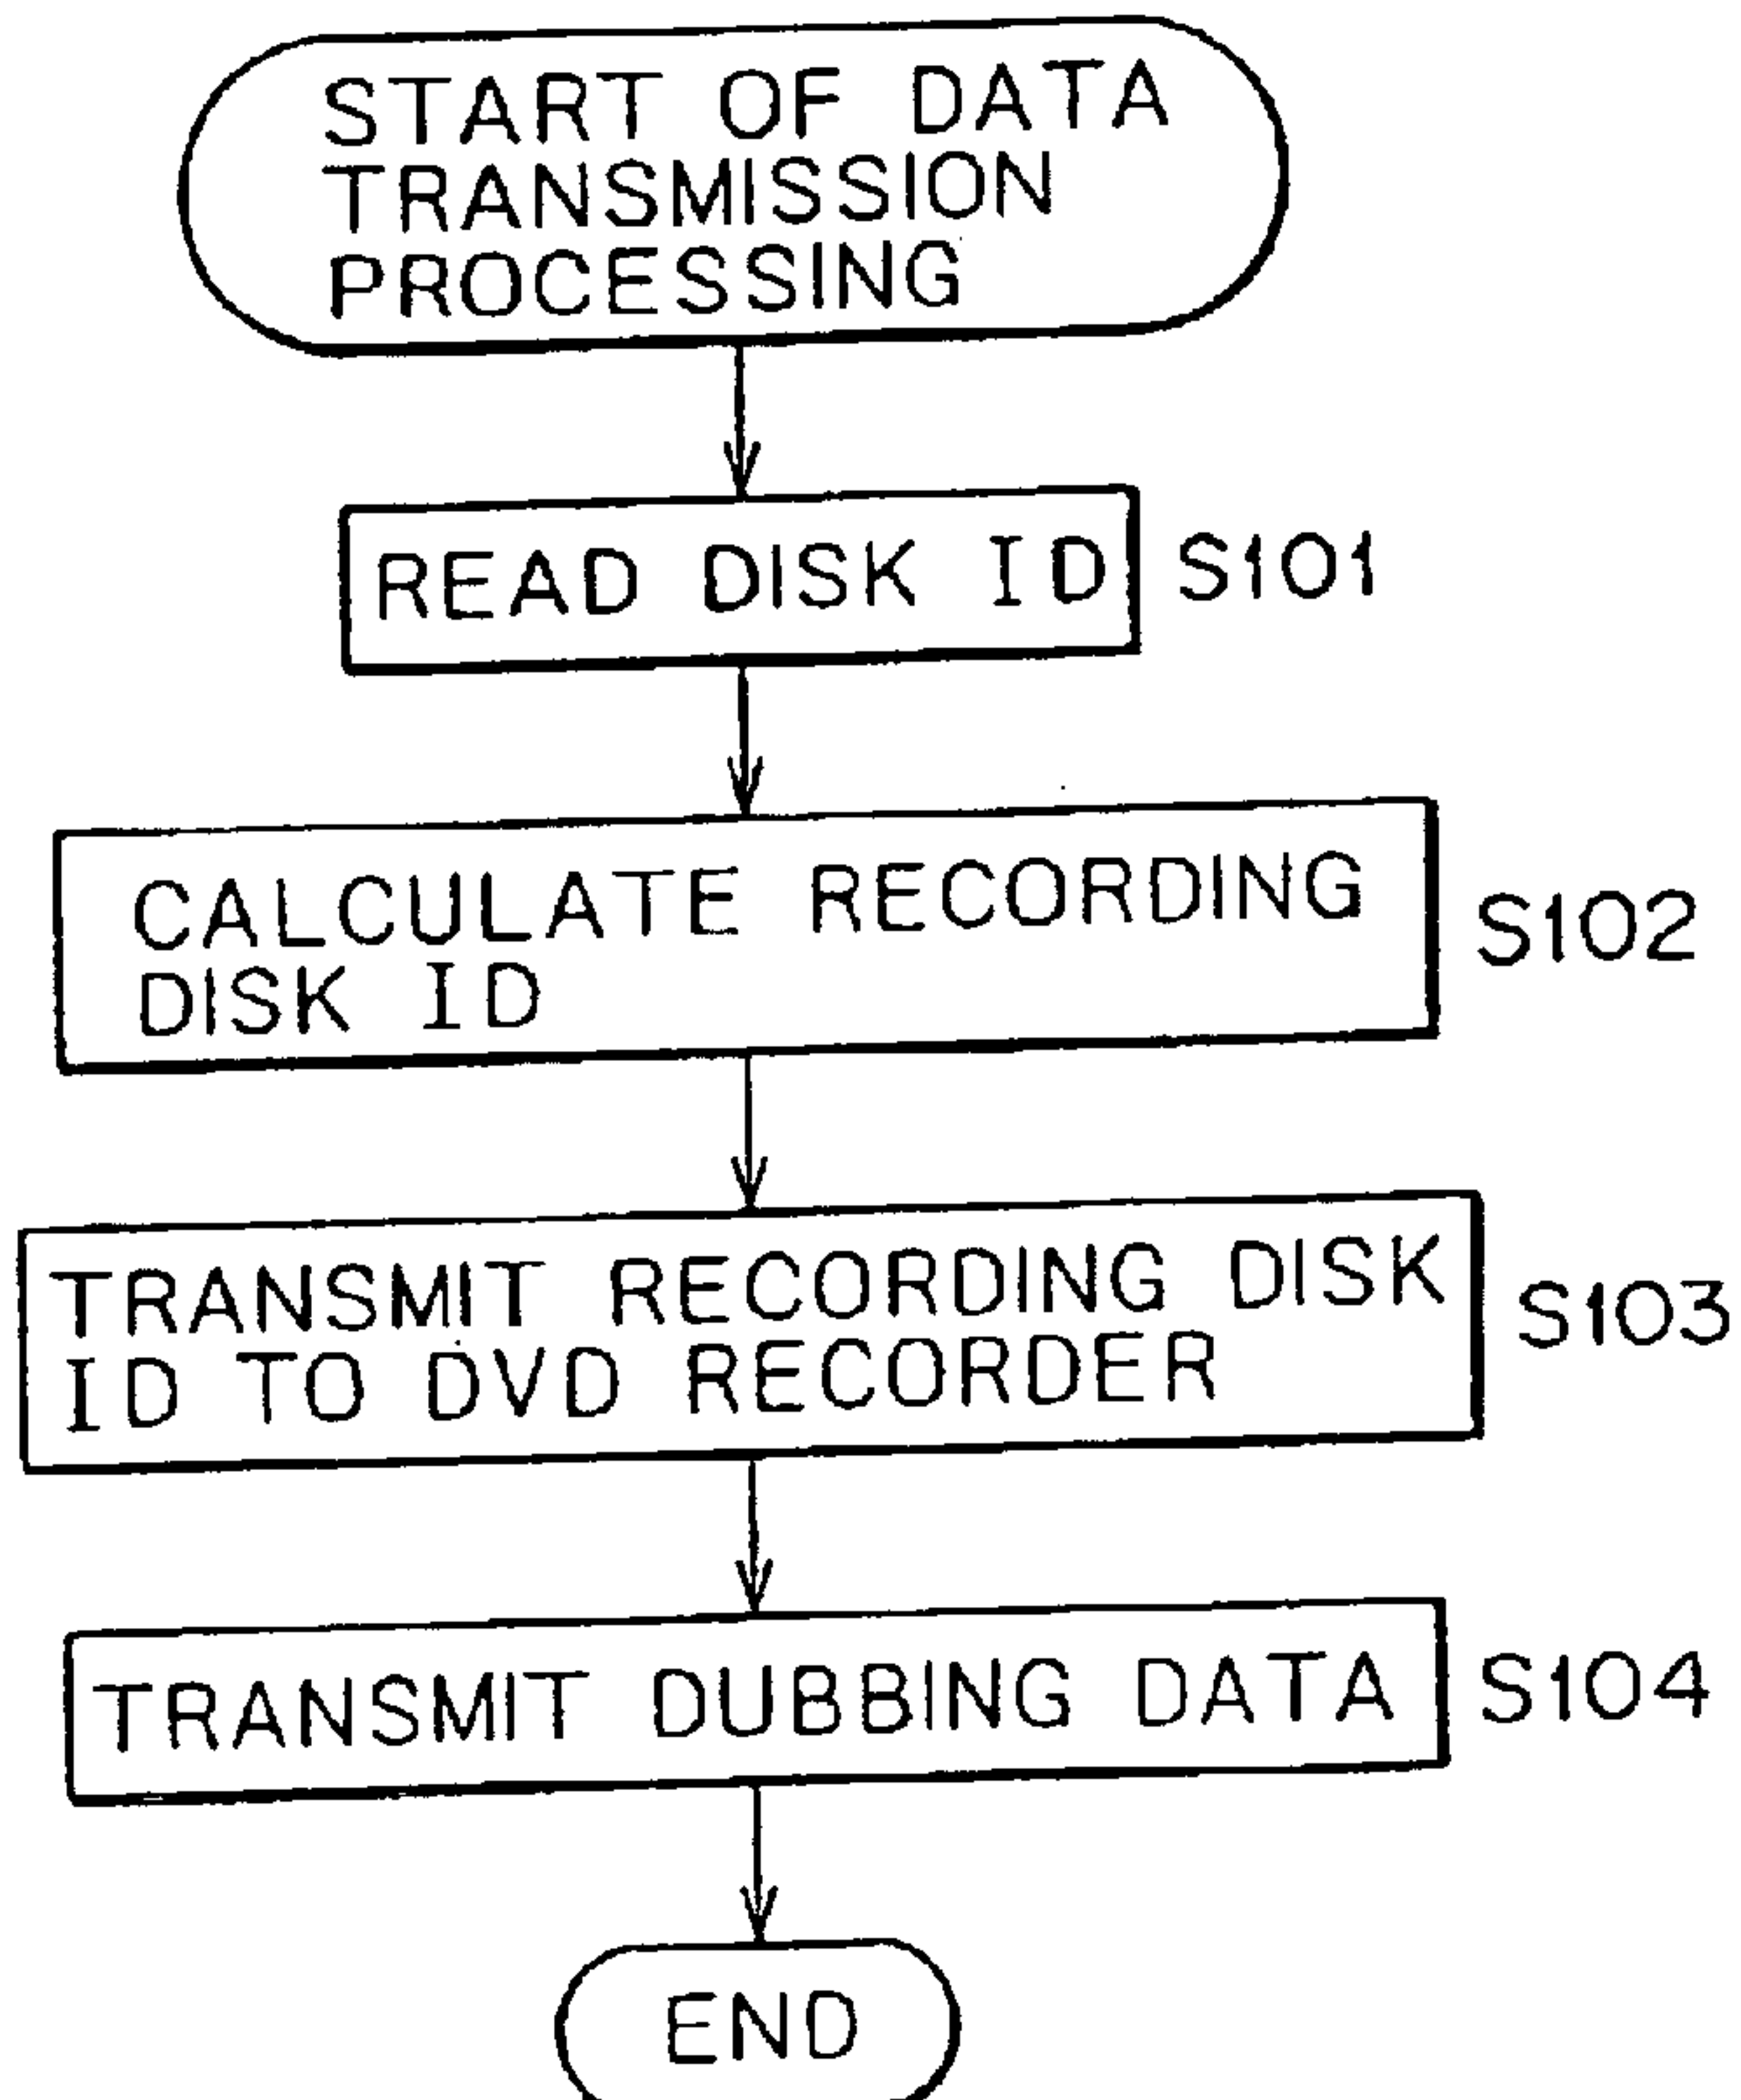 START OF DATA
TRANSMISSION
PROCESSING
READ DISK ID S101
CALCULATE RECORDING
DISK ID
S102
TRANSMIT RECORDING DISK
ID TO DVD RECORDER
S103
TRANSMIT DUBBING DATA S104
END